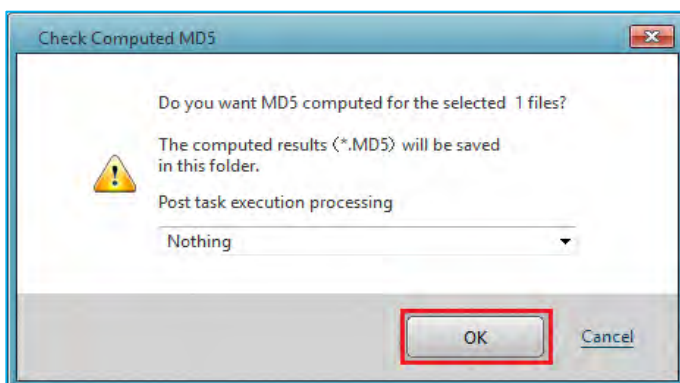 Check Computed MD5
Do you want MD5 computed for the selected 1 files?
The computed results (*.MD5) will be saved
in this folder.
Post task execution processing
Nothing
OK
Cancel